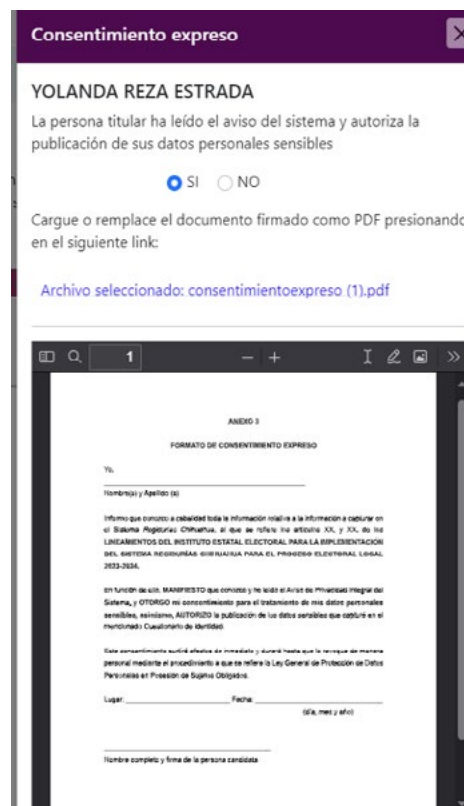 Consentimiento expreso
YOLANDA REZA ESTRADA
La persona titular ha leído el aviso del sistema y autoriza la
publicación de sus datos personales sensibles
SI NO
Cargue o remplace el documento firmado como PDF presionando
en el siguiente link:
Archivo seleccionado: consentimientoexpreso (1).pdf
1
ANEXO 3
FORMATO DE CONSENTIMIENTO EXPRESO
Yo,
Nombre(s) y Apellido (s)
Informo que conozco a cabalidad toda la información relativa a la información a capturar en
el Sistema Regidurías Chihuahua, al que se refiere los artículos XX, y XX, de los
LINEAMIENTOS DEL INSTITUTO ESTATAL ELECTORAL PARA LA IMPLEMENTACIÓN
DEL SISTEMA REGIDURÍAS CHIHUAHUA PARA EL PROCESO ELECTORAL LOCAL
2023-2024.
En función de ello, MANIFIESTO que conozco y he leído el Aviso de Privacidad Integral del
Sistema, y OTORGO mi consentimiento para el tratamiento de mis datos personales
sensibles, asimismo, AUTORIZO la publicación de los datos sensibles que capturé en el
mencionado Cuestionario de Identidad.
Este consentimiento surtirá efectos de inmediato y durará hasta que lo revoque de manera
personal mediante el procedimiento a que se refiere la Ley General de Protección de Datos
Personales en Posesión de Sujetos Obligados.
Lugar: Fecha:
(día, mes y año)
Nombre completo y firma de la persona candidata